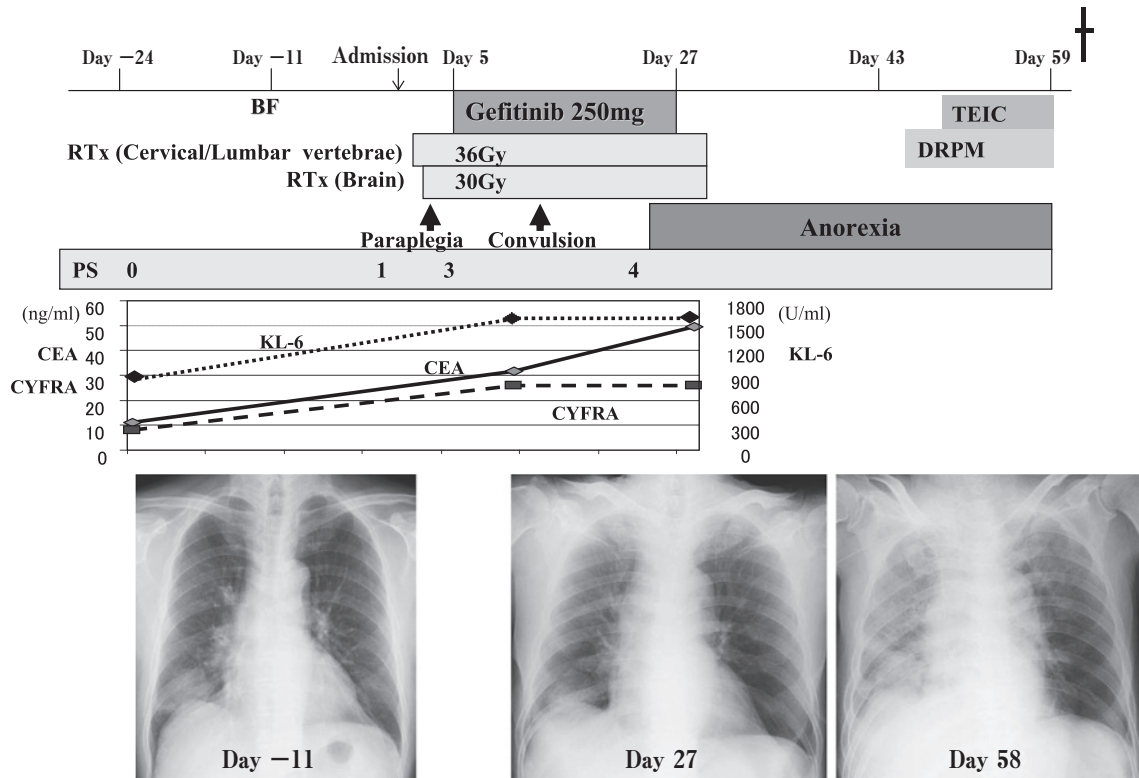 Day −24 Day −11 Admission Day 5 Day 27 Day 43 Day 59
BF Gefitinib 250mg TEIC
RTx (Cervical/Lumbar vertebrae) 36Gy DRPM
RTx (Brain) 30Gy
Paraplegia Convulsion Anorexia
PS 0 1 3 4
(ng/ml) 60 1800 (U/ml)
50 1500
CEA 40 KL-6 CEA 1200 KL-6
CYFRA 30 900
20 CYFRA 600
10 300
0 0
Day −11 Day 27 Day 58